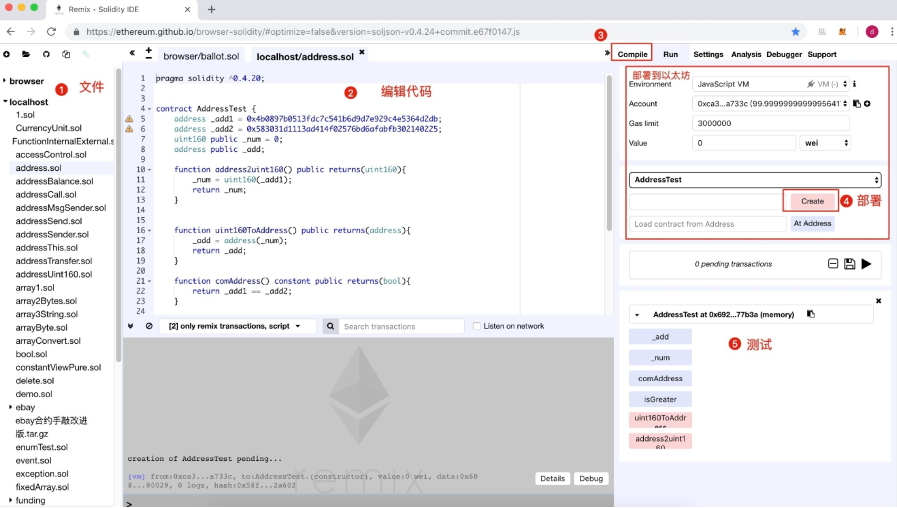 Remix - Solidity IDE
https://ethereum.github.io/browser-solidity/#optimize=false&version=soljson-v0.4.24+commit.e67f0147.js
browser/ballot.sol
localhost/address.sol
3
Compile
Run
Settings
Analysis
Debugger
Support
browser
1 文件
localhost
1.sol
CurrencyUnit.sol
FunctionInternalExternal.s
accessControl.sol
address.sol
addressBalance.sol
addressCall.sol
addressMsgSender.sol
addressSend.sol
addressSender.sol
addressThis.sol
addressTransfer.sol
addressUint160.sol
array1.sol
array2Bytes.sol
array3String.sol
arrayByte.sol
arrayConvert.sol
bool.sol
constantViewPure.sol
delete.sol
demo.sol
ebay
ebay合约手敲改进
版.tar.gz
enumTest.sol
event.sol
exception.sol
fixedArray.sol
funding
2 编辑代码
1 pragma solidity ^0.4.20;
2
3
4 contract AddressTest {
5 address _add1 = 0x4b0897b0513fdc7c541b6d9d7e929c4e5364d2db;
6 address _add2 = 0x583031d1113ad414f02576bd6afabfb302140225;
7 uint160 public _num = 0;
8 address public _add;
9
10 function address2uint160() public returns(uint160){
11 _num = uint160(_add1);
12 return _num;
13 }
14
15
16 function uint160ToAddress() public returns(address){
17 _add = address(_num);
18 return _add;
19 }
20
21 function comAddress() constant public returns(bool){
22 return _add1 == _add2;
23 }
24
[2] only remix transactions, script
Search transactions
Listen on network
creation of AddressTest pending...
[vm] from:0xca3...a733c, to:AddressTest.(constructor), value:0 wei, data:0x60
8...90029, 0 logs, hash:0x58f...2a602
remix
Details
Debug
>
部署到以太坊
Environment
JavaScript VM
VM (-)
Account
0xca3...a733c (99.9999999999995641
Gas limit
3000000
Value
0
wei
AddressTest
Create
4 部署
Load contract from Address
At Address
0 pending transactions
AddressTest at 0x692...77b3a (memory)
_add
_num
comAddress
isGreater
uint160ToAddr
ess
address2uint1
60
5 测试